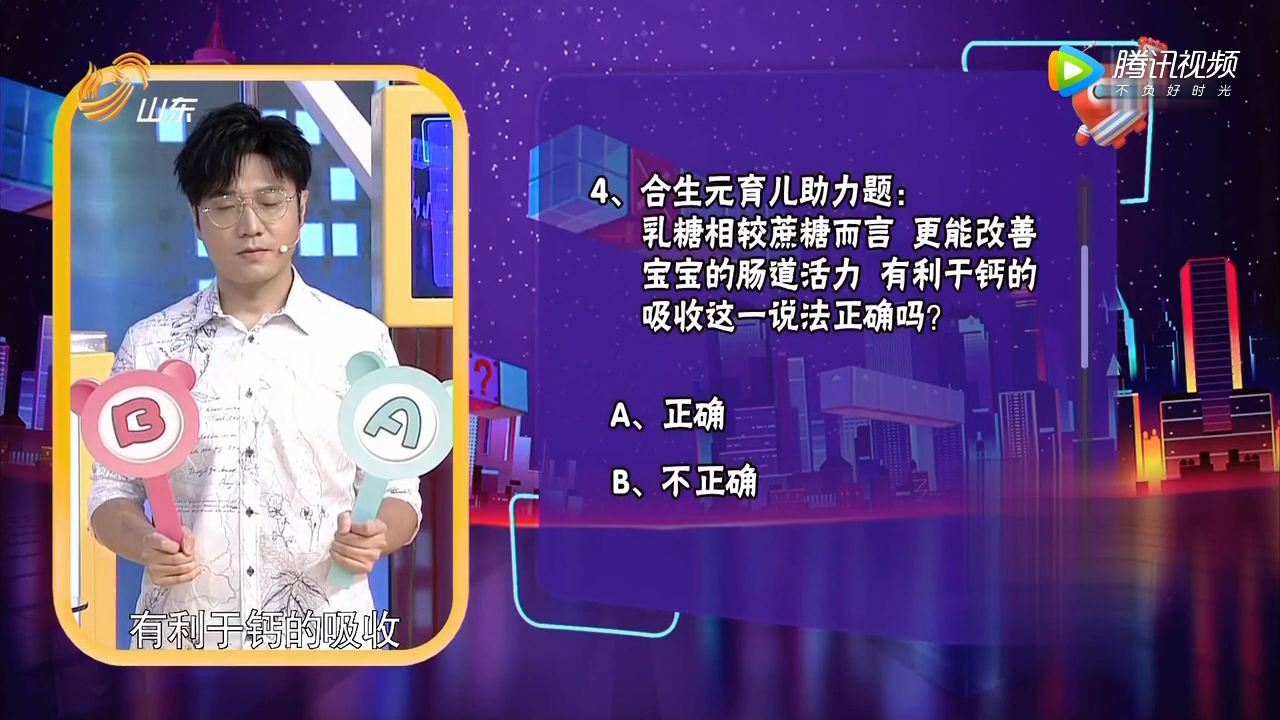 山东
腾讯视频
不负好时光
4、合生元育儿助力题：
乳糖相较蔗糖而言 更能改善
宝宝的肠道活力 有利于钙的
吸收这一说法正确吗？
A、正确
B、不正确
B
A
?
有利于钙的吸收